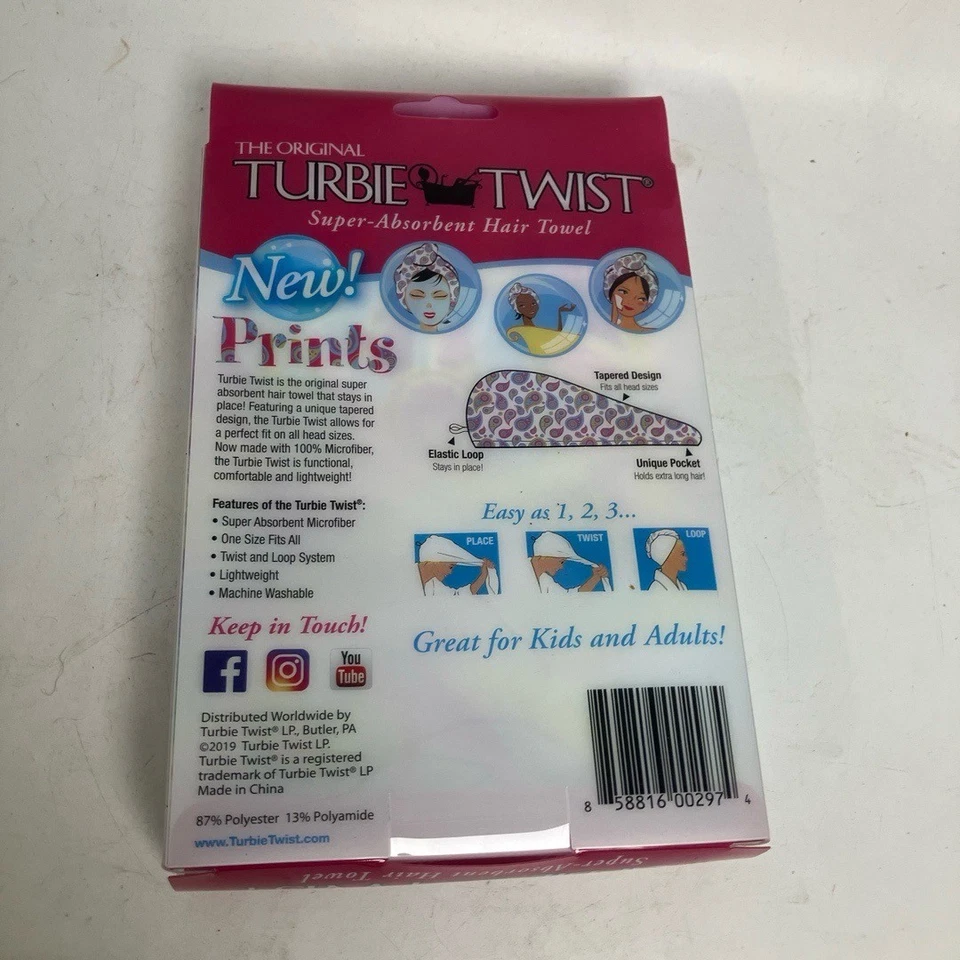 THE ORIGINAL
TURBIE TWIST®
Super-Absorbent Hair Towel
New!
Prints
Turbie Twist is the original super
absorbent hair towel that stays in
place! Featuring a unique tapered
design, the Turbie Twist allows for
a perfect fit on all head sizes.
Now made with 100% Microfiber,
the Turbie Twist is functional,
comfortable and lightweight!
Tapered Design
Fits all head sizes
Elastic Loop
Stays in place!
Unique Pocket
Holds extra long hair!
Features of the Turbie Twist®:
• Super Absorbent Microfiber
• One Size Fits All
• Twist and Loop System
• Lightweight
• Machine Washable
Easy as 1, 2, 3...
PLACE
TWIST
LOOP
Great for Kids and Adults!
Keep in Touch!
f
You
Tube
Distributed Worldwide by
Turbie Twist® LP., Butler, PA
©2019 Turbie Twist LP.
Turbie Twist® is a registered
trademark of Turbie Twist® LP
Made in China
87% Polyester 13% Polyamide
www.TurbieTwist.com
8 58816 00297 4
Super-Absorbent Hair Towel